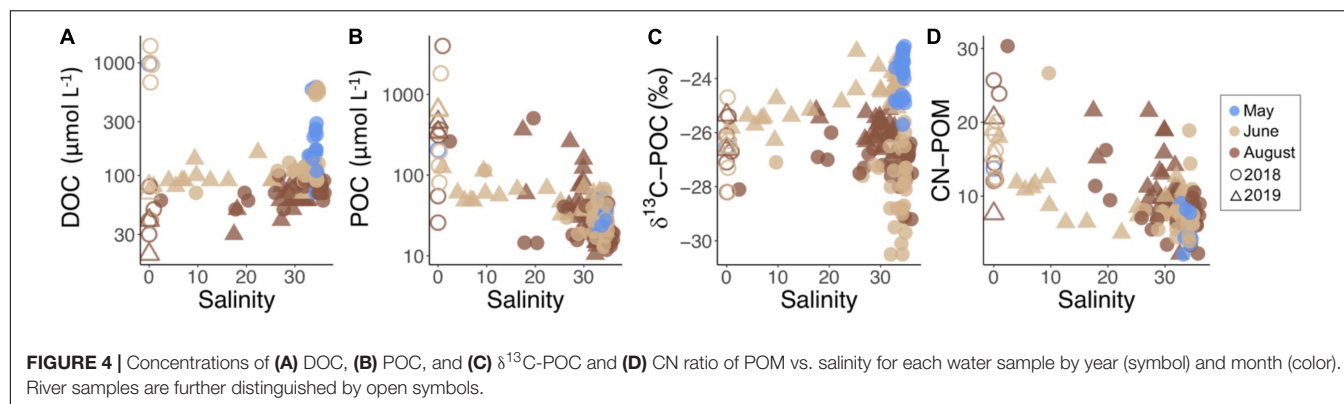 A
DOC (μmol L-1)
1000
300
100
30
0 10 20 30
Salinity
B
POC (μmol L-1)
1000
100
10
0 10 20 30
Salinity
C
δ13C-POC (‰)
-24
-26
-28
-30
0 10 20 30
Salinity
D
CN-POM
30
20
10
0 10 20 30
Salinity
May
June
August
2018
2019
FIGURE 4 | Concentrations of (A) DOC, (B) POC, and (C) δ13C-POC and (D) CN ratio of POM vs. salinity for each water sample by year (symbol) and month (color).
River samples are further distinguished by open symbols.